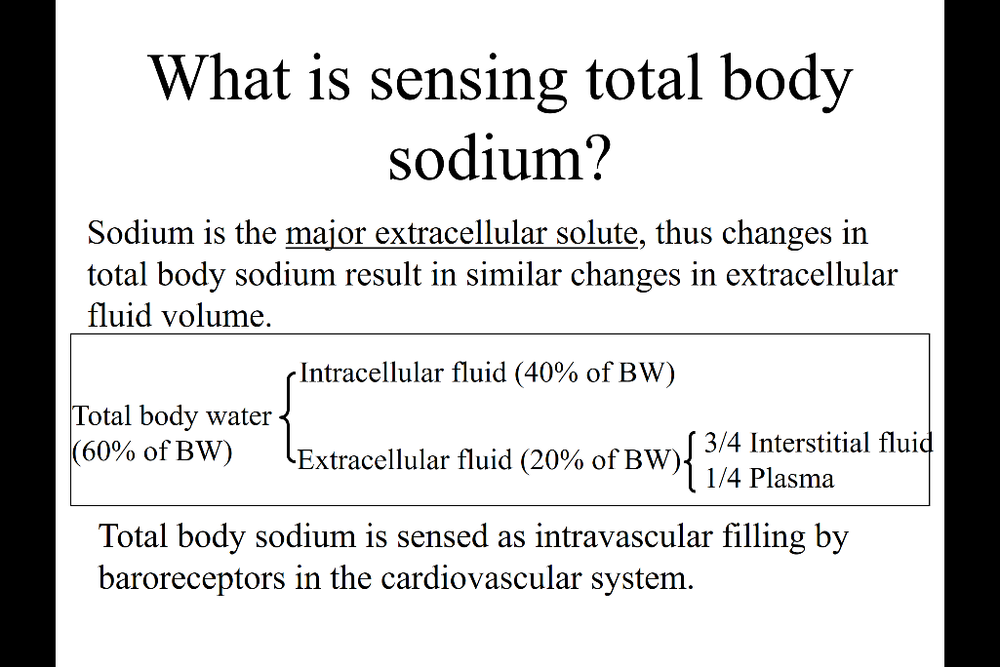 What is sensing total body
sodium?
Sodium is the major extracellular solute, thus changes in
total body sodium result in similar changes in extracellular
fluid volume.
Intracellular fluid (40% of BW)
Total body water
(60% of BW)
Extracellular fluid (20% of BW)
3/4 Interstitial fluid
1/4 Plasma
Total body sodium is sensed as intravascular filling by
baroreceptors in the cardiovascular system.